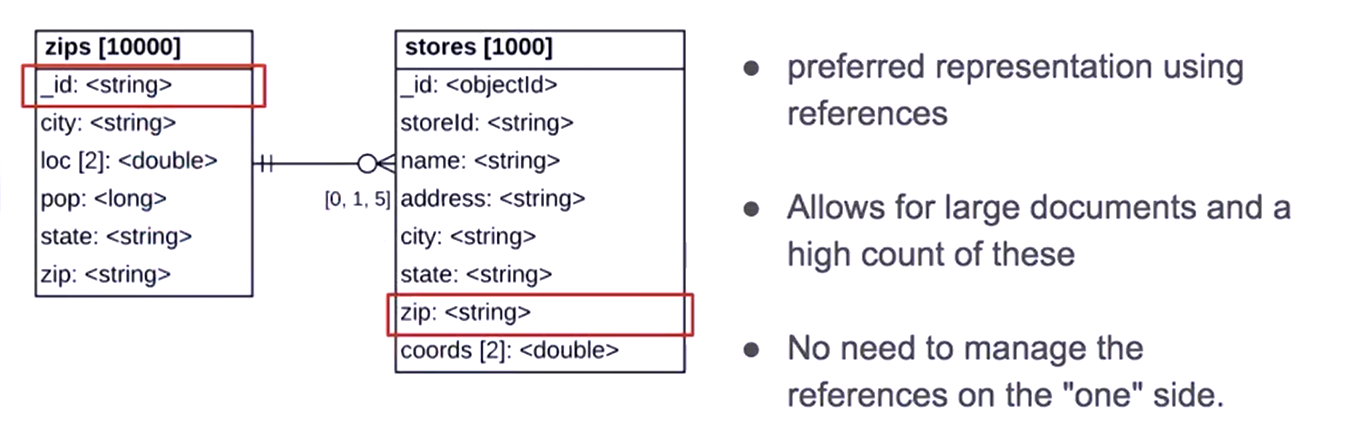 zips [10000]
_id: <string>
city: <string>
loc [2]: <double>
pop: <long>
state: <string>
zip: <string>
[0, 1, 5]
stores [1000]
_id: <objectId>
storeId: <string>
name: <string>
address: <string>
city: <string>
state: <string>
zip: <string>
coords [2]: <double>
● preferred representation using
references
● Allows for large documents and a
high count of these
● No need to manage the
references on the "one" side.